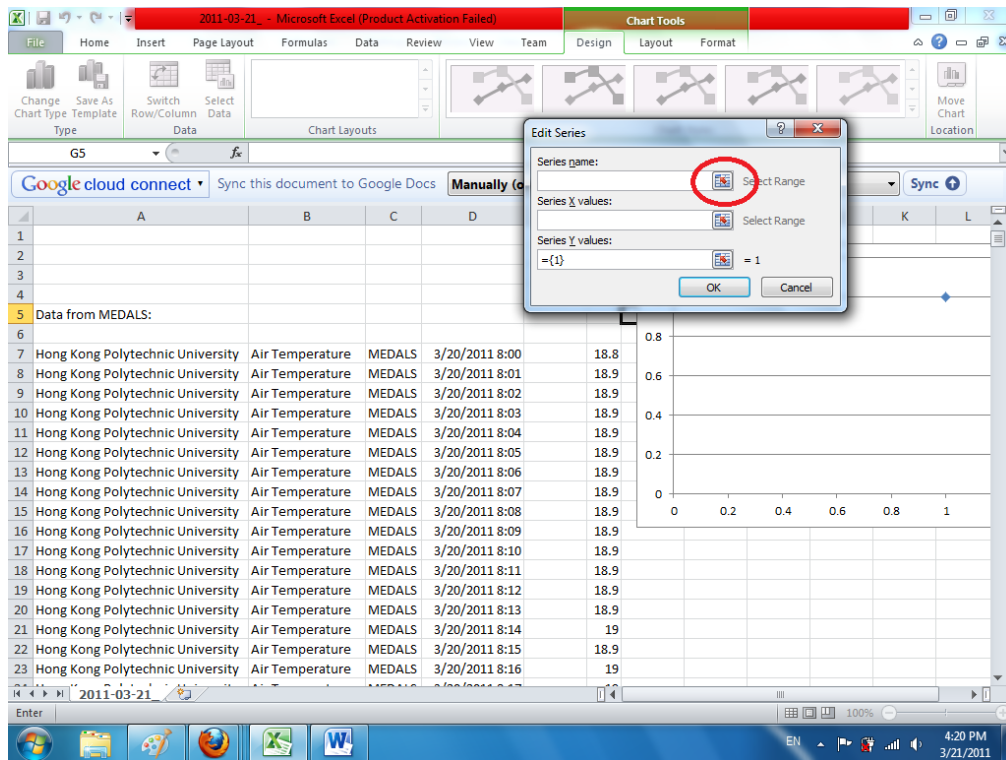 2011-03-21_ - Microsoft Excel (Product Activation Failed)
Chart Tools
File Home Insert Page Layout Formulas Data Review View Team Design Layout Format
Change Chart Type
Save As Template
Switch Row/Column
Select Data
Move Chart
Type Data Chart Layouts Location
G5 fx
Google cloud connect Sync this document to Google Docs Manually (o Sync
Edit Series
Series name:
Select Range
Series X values:
Select Range
Series Y values:
={1} = 1
OK Cancel
A B C D K L
1
2
3
4
5 Data from MEDALS:
6
7 Hong Kong Polytechnic University Air Temperature MEDALS 3/20/2011 8:00 18.8
8 Hong Kong Polytechnic University Air Temperature MEDALS 3/20/2011 8:01 18.9
9 Hong Kong Polytechnic University Air Temperature MEDALS 3/20/2011 8:02 18.9
10 Hong Kong Polytechnic University Air Temperature MEDALS 3/20/2011 8:03 18.9
11 Hong Kong Polytechnic University Air Temperature MEDALS 3/20/2011 8:04 18.9
12 Hong Kong Polytechnic University Air Temperature MEDALS 3/20/2011 8:05 18.9
13 Hong Kong Polytechnic University Air Temperature MEDALS 3/20/2011 8:06 18.9
14 Hong Kong Polytechnic University Air Temperature MEDALS 3/20/2011 8:07 18.9
15 Hong Kong Polytechnic University Air Temperature MEDALS 3/20/2011 8:08 18.9
16 Hong Kong Polytechnic University Air Temperature MEDALS 3/20/2011 8:09 18.9
17 Hong Kong Polytechnic University Air Temperature MEDALS 3/20/2011 8:10 18.9
18 Hong Kong Polytechnic University Air Temperature MEDALS 3/20/2011 8:11 18.9
19 Hong Kong Polytechnic University Air Temperature MEDALS 3/20/2011 8:12 18.9
20 Hong Kong Polytechnic University Air Temperature MEDALS 3/20/2011 8:13 18.9
21 Hong Kong Polytechnic University Air Temperature MEDALS 3/20/2011 8:14 19
22 Hong Kong Polytechnic University Air Temperature MEDALS 3/20/2011 8:15 18.9
23 Hong Kong Polytechnic University Air Temperature MEDALS 3/20/2011 8:16 19
0.8
0.6
0.4
0.2
0
0 0.2 0.4 0.6 0.8 1
2011-03-21_
Enter 100%
EN 4:20 PM
3/21/2011